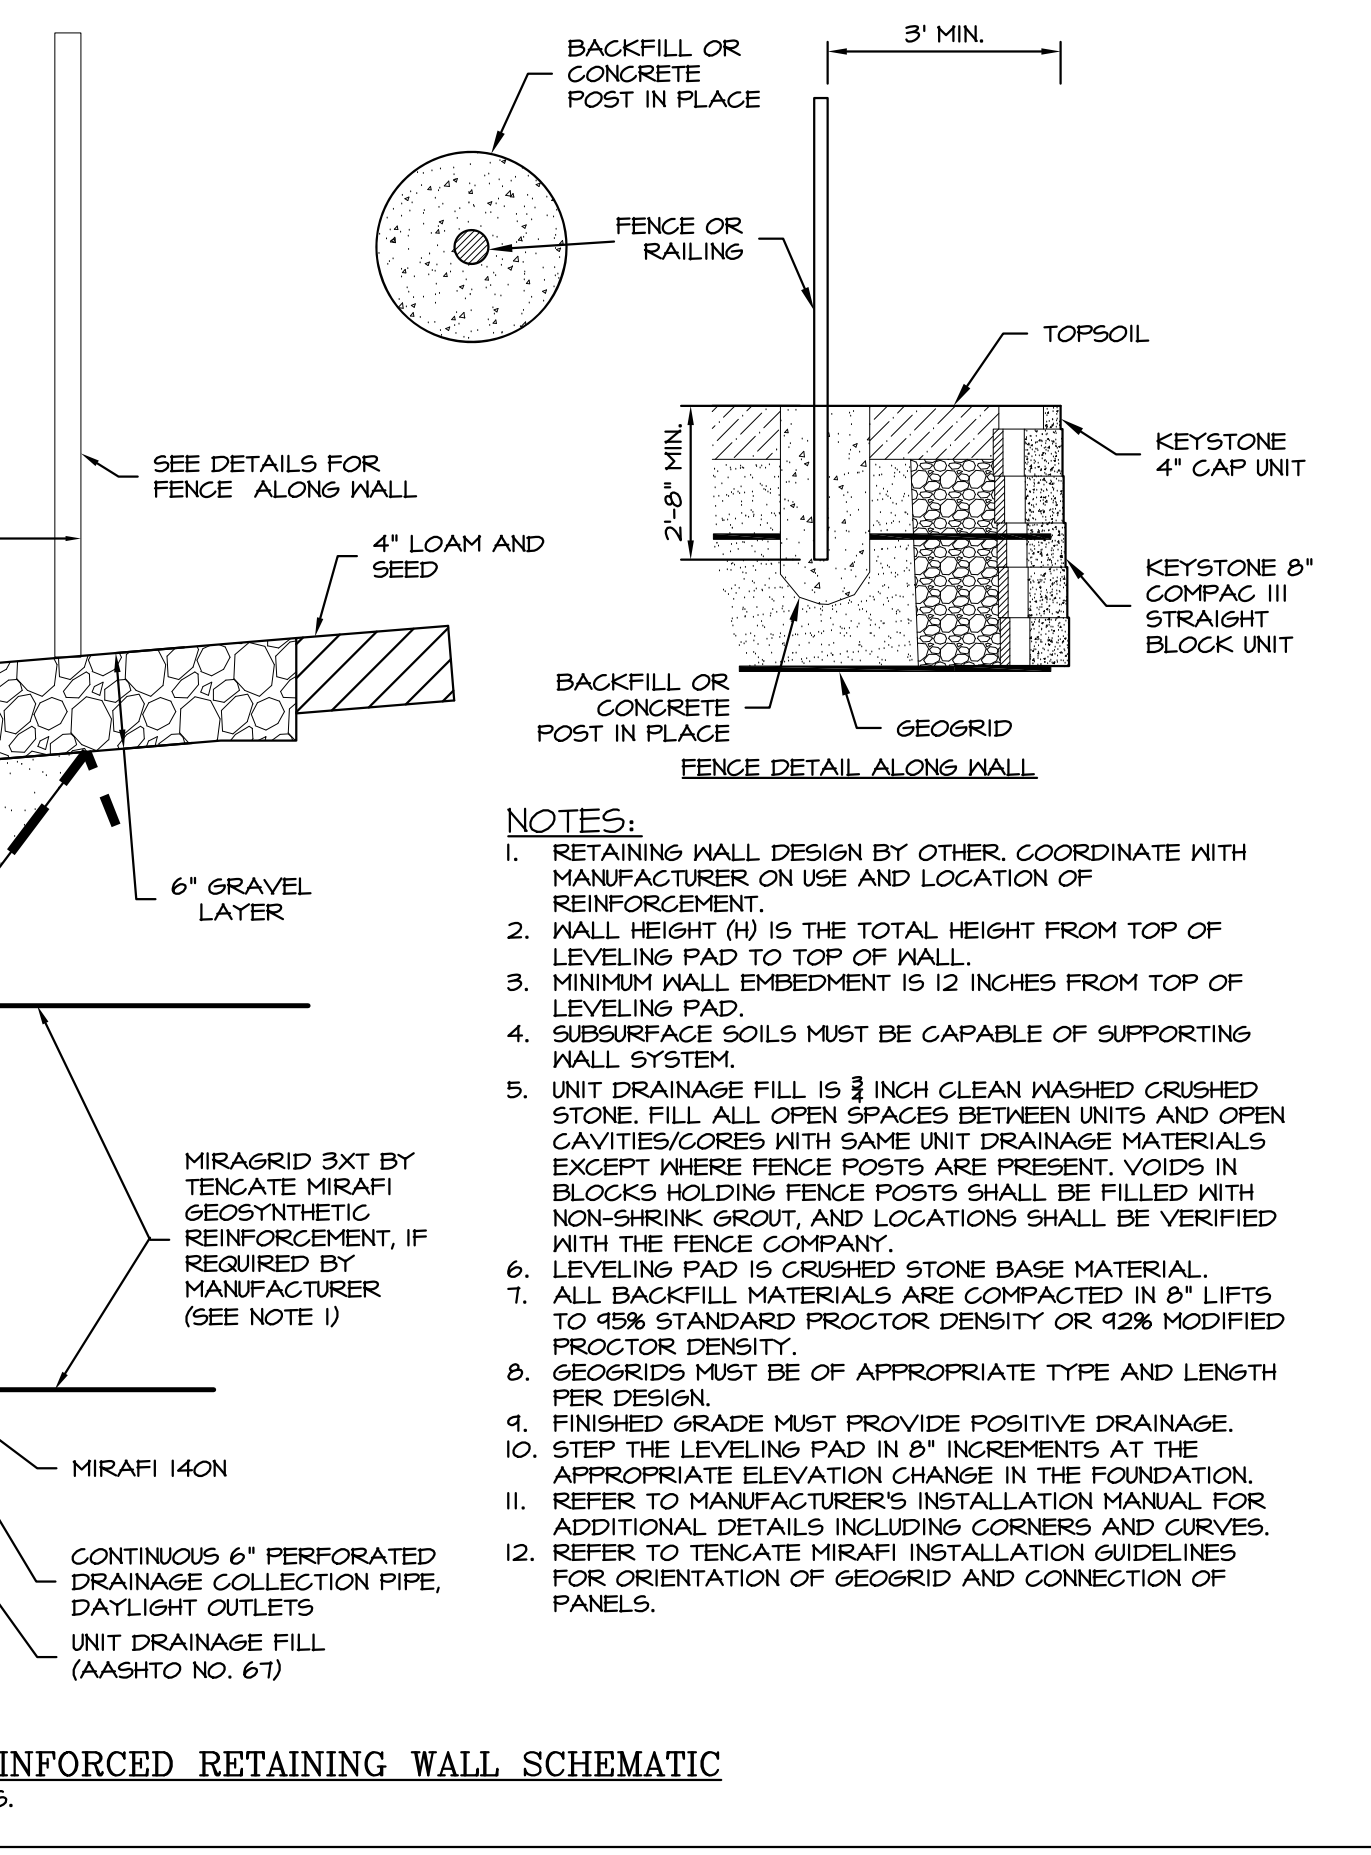 3' MIN.
BACKFILL OR
CONCRETE
POST IN PLACE
FENCE OR
RAILING
TOPSOIL
2'-8" MIN.
KEYSTONE
4" CAP UNIT
KEYSTONE 8"
COMPAC III
STRAIGHT
BLOCK UNIT
BACKFILL OR
CONCRETE
POST IN PLACE
GEOGRID
FENCE DETAIL ALONG WALL
SEE DETAILS FOR
FENCE ALONG WALL
4" LOAM AND
SEED
6" GRAVEL
LAYER
MIRAGRID 3XT BY
TENCATE MIRAFI
GEOSYNTHETIC
REINFORCEMENT, IF
REQUIRED BY
MANUFACTURER
(SEE NOTE 1)
MIRAFI 140N
CONTINUOUS 6" PERFORATED
DRAINAGE COLLECTION PIPE,
DAYLIGHT OUTLETS
UNIT DRAINAGE FILL
(AASHTO NO. 67)
NOTES:
1. RETAINING WALL DESIGN BY OTHER. COORDINATE WITH
MANUFACTURER ON USE AND LOCATION OF
REINFORCEMENT.
2. WALL HEIGHT (H) IS THE TOTAL HEIGHT FROM TOP OF
LEVELING PAD TO TOP OF WALL.
3. MINIMUM WALL EMBEDMENT IS 12 INCHES FROM TOP OF
LEVELING PAD.
4. SUBSURFACE SOILS MUST BE CAPABLE OF SUPPORTING
WALL SYSTEM.
5. UNIT DRAINAGE FILL IS 3/4 INCH CLEAN WASHED CRUSHED
STONE. FILL ALL OPEN SPACES BETWEEN UNITS AND OPEN
CAVITIES/CORES WITH SAME UNIT DRAINAGE MATERIALS
EXCEPT WHERE FENCE POSTS ARE PRESENT. VOIDS IN
BLOCKS HOLDING FENCE POSTS SHALL BE FILLED WITH
NON-SHRINK GROUT, AND LOCATIONS SHALL BE VERIFIED
WITH THE FENCE COMPANY.
6. LEVELING PAD IS CRUSHED STONE BASE MATERIAL.
7. ALL BACKFILL MATERIALS ARE COMPACTED IN 8" LIFTS
TO 95% STANDARD PROCTOR DENSITY OR 92% MODIFIED
PROCTOR DENSITY.
8. GEOGRIDS MUST BE OF APPROPRIATE TYPE AND LENGTH
PER DESIGN.
9. FINISHED GRADE MUST PROVIDE POSITIVE DRAINAGE.
10. STEP THE LEVELING PAD IN 8" INCREMENTS AT THE
APPROPRIATE ELEVATION CHANGE IN THE FOUNDATION.
11. REFER TO MANUFACTURER'S INSTALLATION MANUAL FOR
ADDITIONAL DETAILS INCLUDING CORNERS AND CURVES.
12. REFER TO TENCATE MIRAFI INSTALLATION GUIDELINES
FOR ORIENTATION OF GEOGRID AND CONNECTION OF
PANELS.
INFORCED RETAINING WALL SCHEMATIC
S.